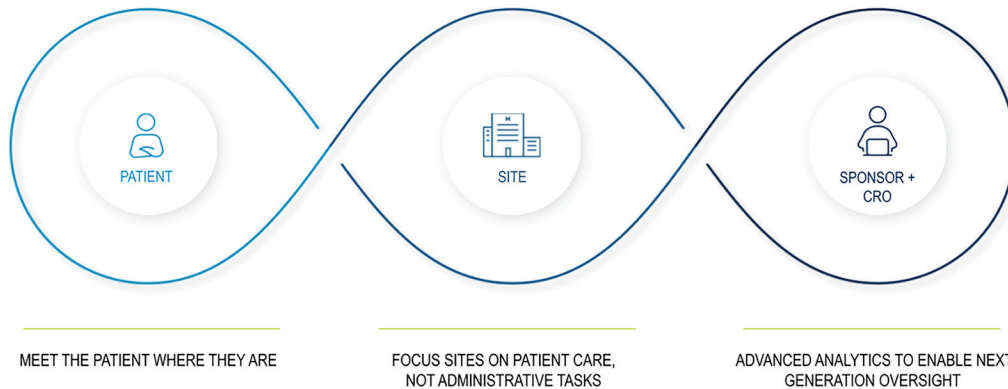 PATIENT
SITE
SPONSOR +
CRO
MEET THE PATIENT WHERE THEY ARE
FOCUS SITES ON PATIENT CARE,
NOT ADMINISTRATIVE TASKS
ADVANCED ANALYTICS TO ENABLE NEXT
GENERATION OVERSIGHT